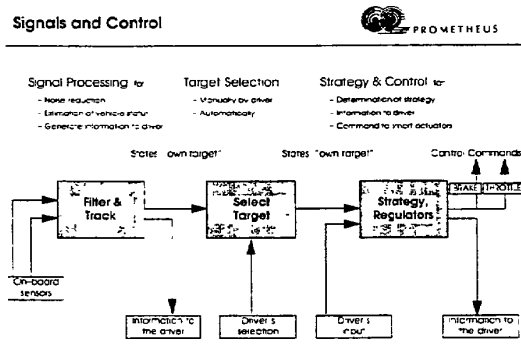 Signals and Control
PROMETHEUS
Signal Processing for
- Noise reduction
- Estimation of vehicle status
- Generate information to driver
Target Selection
- Manually by driver
- Automatically
Strategy & Control for
- Determination of strategy
- Information to driver
- Command to smart actuators
States "own target"
States "own target"
Control Commands
BRAKE THROTTLE
Filter &
Track
Select
Target
Strategy,
Regulators
On-board
sensors
Information to
the driver
Driver's
selection
Driver's
input
Information to
the driver